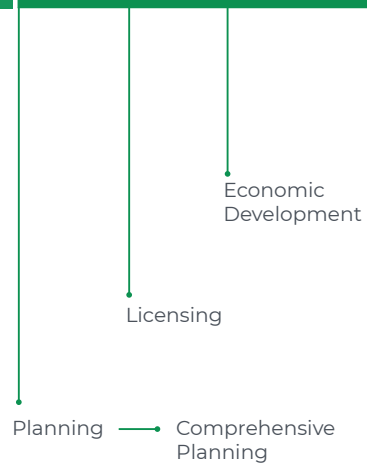 Economic
Development
Licensing
Planning
Comprehensive
Planning